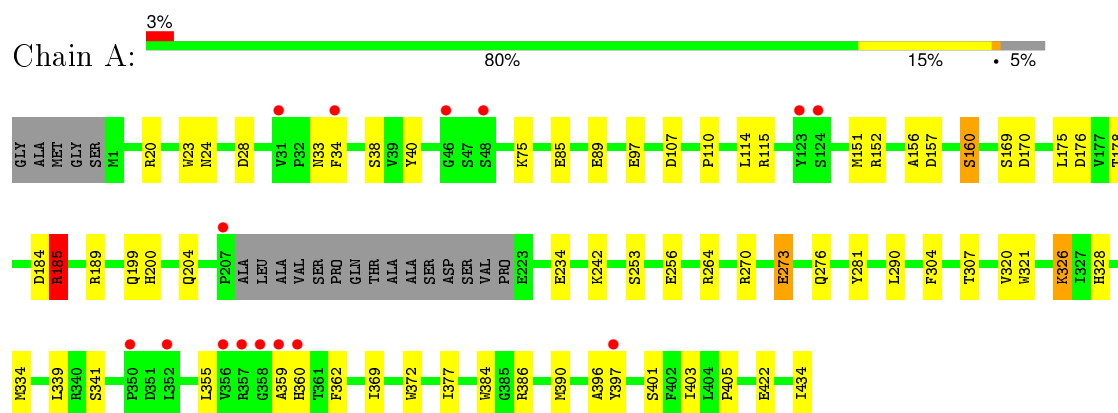 3%
Chain A:
80% 15% • 5%
GLY ALA MET GLY SER M1 R20 W23 N24 D28 V31 P32 N33 F34 S38 V39 Y40 G46 S47 S48 K75 E85 E89 E97 D107 P110 L114 R115 Y123 S124 M151 R152 A156 D157 S160 S169 D170 L175 D176 V177 T178
D184 R185 R189 Q199 H200 Q204 P207 ALA LEU ALA VAL SER PRO GLN THR ALA ALA SER ASP SER VAL PRO E223 E234 K242 S253 E256 R264 R270 E273 Q276 Y281 L290 F304 T307 V320 W321 K326 I327 H328
M334 L339 R340 S341 P350 D351 L352 L355 V356 R357 G358 A359 H360 T361 F362 I369 W372 I377 W384 G385 R386 M390 A396 Y397 S401 F402 I403 L404 P405 E422 I434